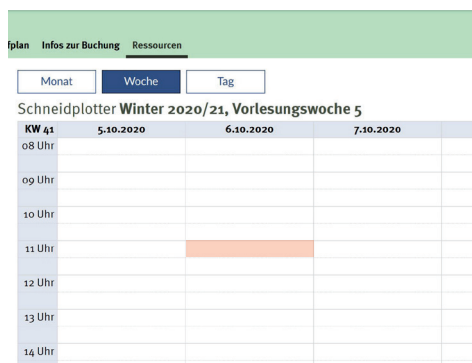 fplan Infos zur Buchung Ressourcen
Monat Woche Tag
Schneidplotter Winter 2020/21, Vorlesungswoche 5
KW 41 5.10.2020 6.10.2020 7.10.2020
08 Uhr
09 Uhr
10 Uhr
11 Uhr
12 Uhr
13 Uhr
14 Uhr